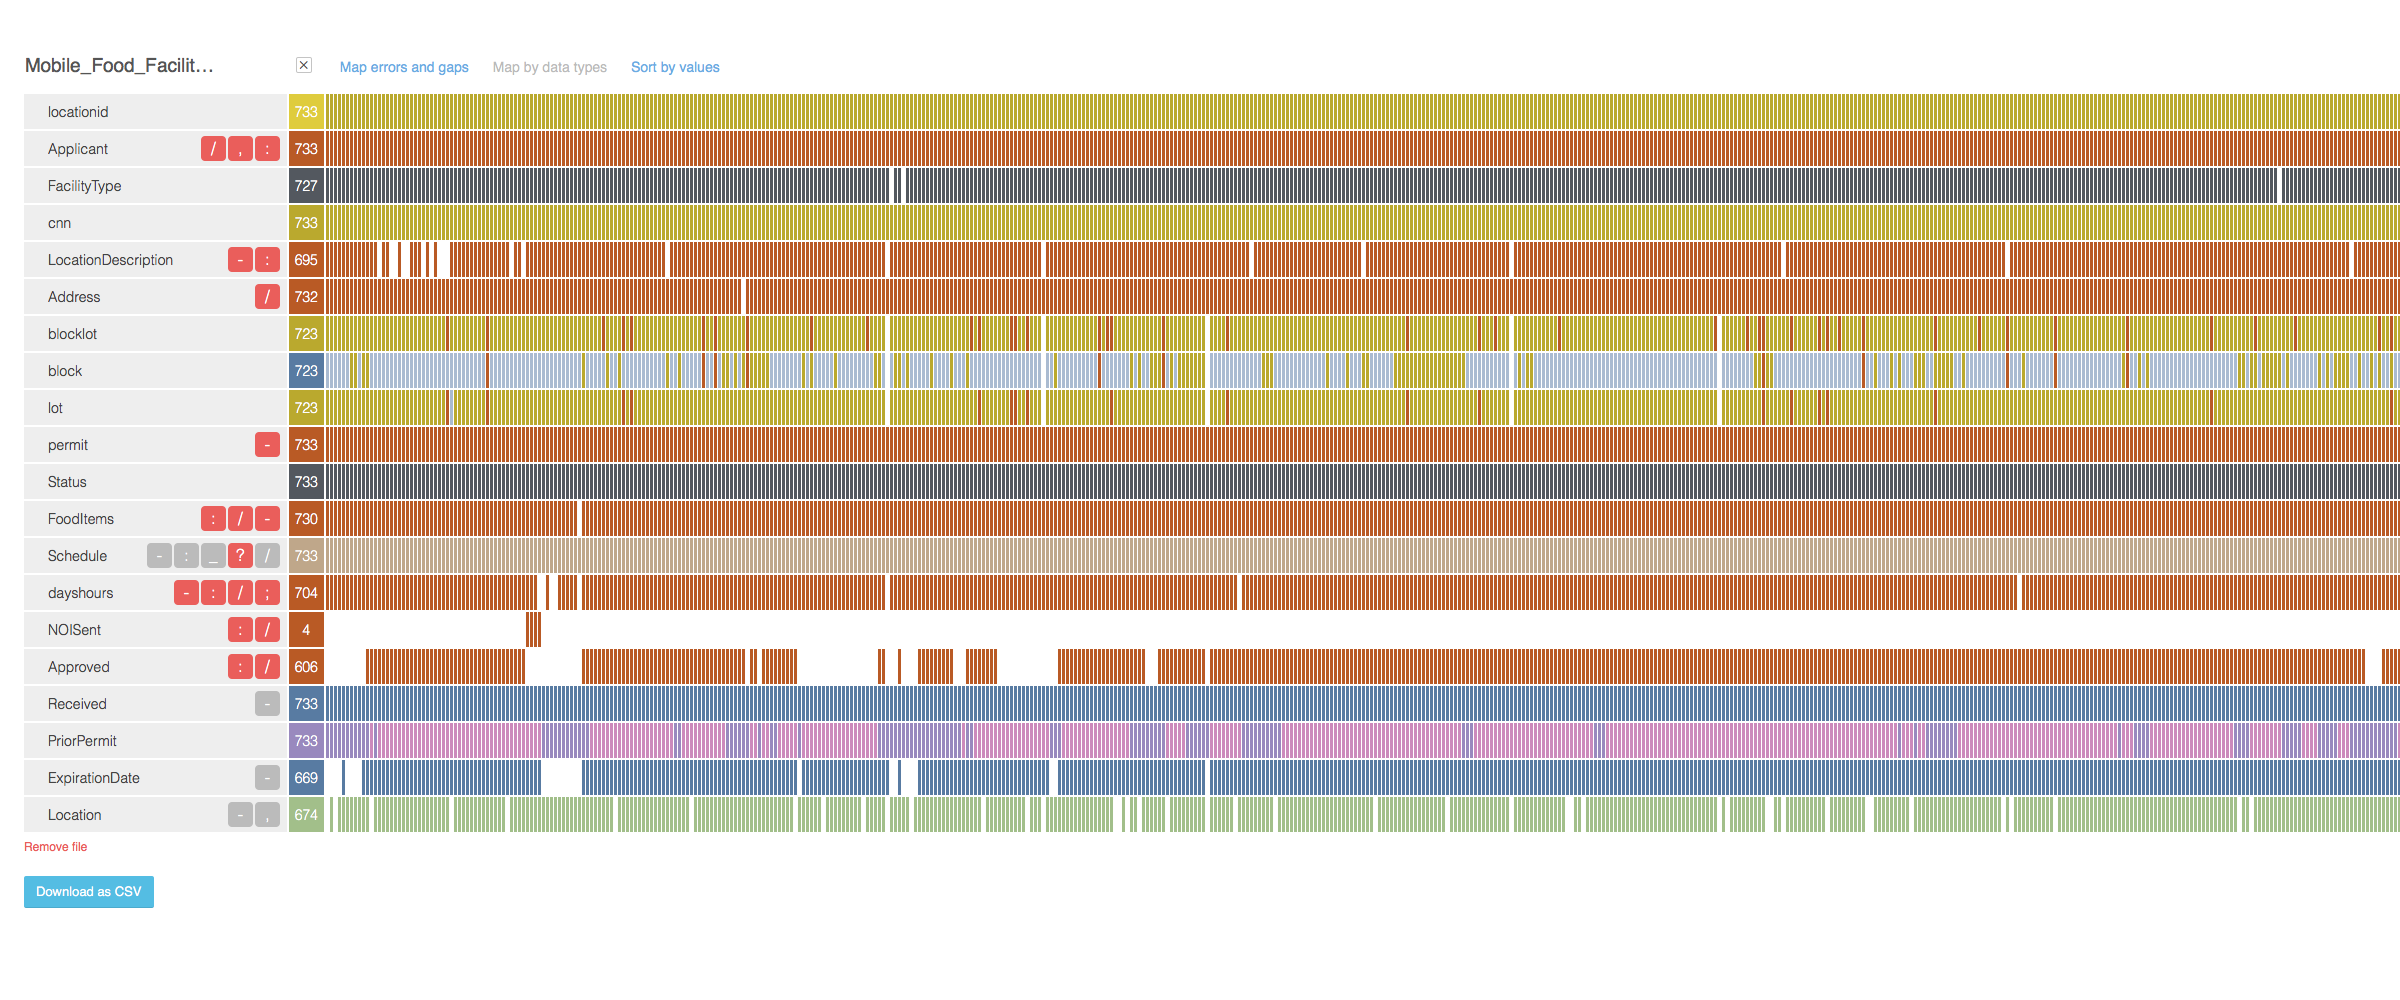 Mobile_Food_Facilit… Map errors and gaps Map by data types Sort by values
locationid 733
Applicant / , : 733
FacilityType 727
cnn 733
LocationDescription - : 695
Address / 732
blocklot 723
block 723
lot 723
permit - 733
Status 733
FoodItems : / - 730
Schedule - : _ ? / 733
dayshours - : / ; 704
NOISent : / 4
Approved : / 606
Received - 733
PriorPermit 733
ExpirationDate - 669
Location - , 674
Remove file
Download as CSV